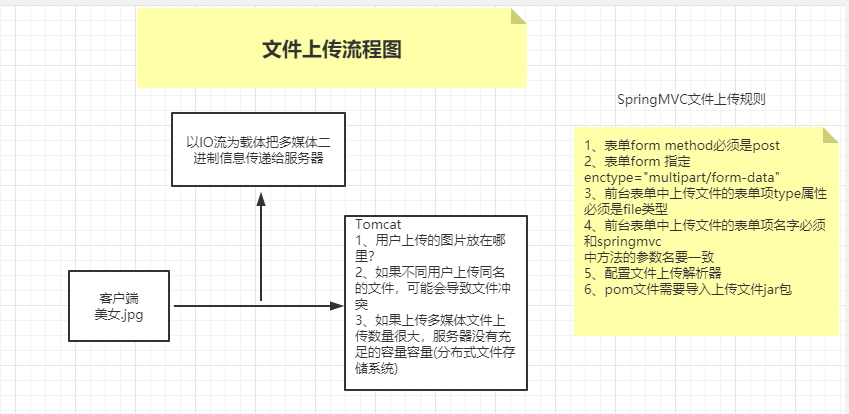 文件上传流程图
以IO流为载体把多媒体二
进制信息传递给服务器
客户端
美女.jpg
Tomcat
1、用户上传的图片放在哪
里?
2、如果不同用户上传同名
的文件，可能会导致文件冲
突
3、如果上传多媒体文件上
传数量很大，服务器没有充
足的容量容量(分布式文件存
储系统)
SpringMVC文件上传规则
1、表单form method必须是post
2、表单form 指定
enctype="multipart/form-data"
3、前台表单中上传文件的表单项type属性
必须是file类型
4、前台表单中上传文件的表单项名字必须
和springmvc
中方法的参数名要一致
5、配置文件上传解析器
6、pom文件需要导入上传文件jar包